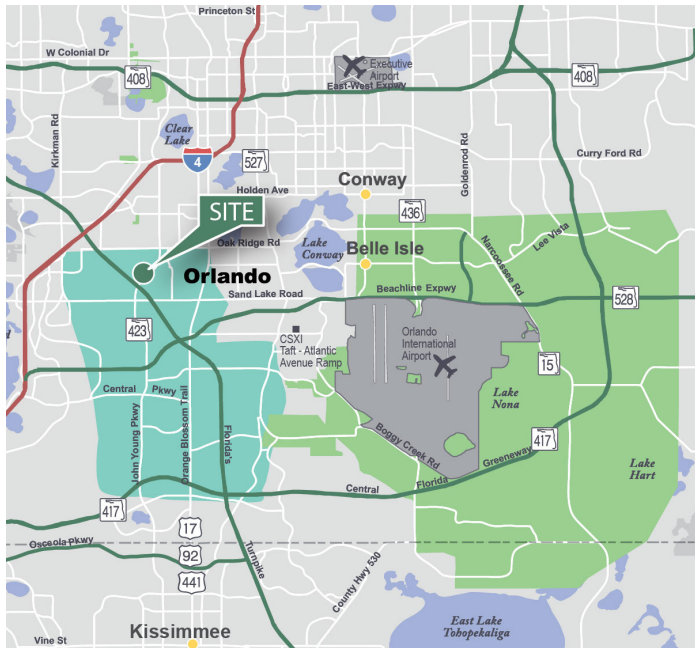 Princeton St
W Colonial Dr
408
Executive
Airport
East-West Expwy
408
Kirkman Rd
Clear
Lake
4
527
Goldenrod Rd
Curry Ford Rd
Holden Ave
Conway
SITE
436
Oak Ridge Rd
Lake
Conway
Belle Isle
Narcoossee Rd
Lee Vista
Orlando
Sand Lake Road
Beachline Expwy
528
423
CSXI
Taft - Atlantic
Avenue Ramp
Orlando
International
Airport
15
Central
Pkwy
Lake
Nona
John Young Pkwy
Orange Blossom Trail
Florida's
Boggy Creek Rd
417
Greeneway
Lake
Hart
Central
Florida
417
17
Osceola Pkwy
92
Turnpike
441
County Hwy 530
East Lake
Tohopekaliga
Vine St
Kissimmee